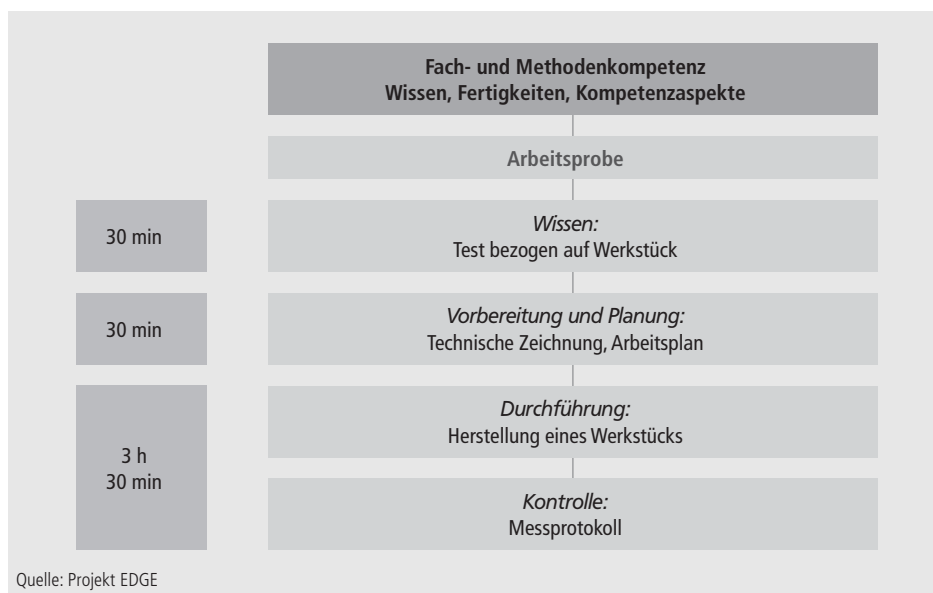 Fach- und Methodenkompetenz
Wissen, Fertigkeiten, Kompetenzaspekte
Arbeitsprobe
30 min
Wissen:
Test bezogen auf Werkstück
30 min
Vorbereitung und Planung:
Technische Zeichnung, Arbeitsplan
3 h
30 min
Durchführung:
Herstellung eines Werkstücks
Kontrolle:
Messprotokoll
Quelle: Projekt EDGE